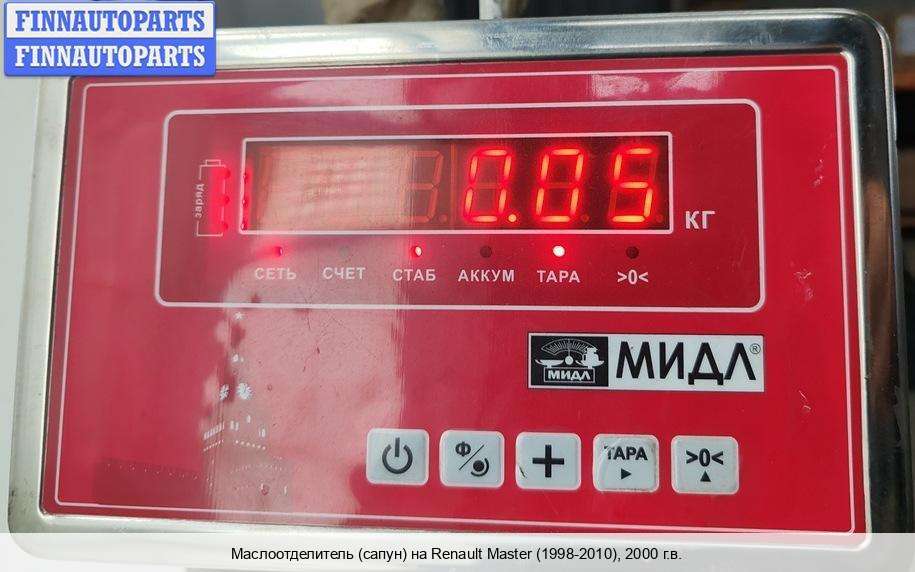 FINNAUTOPARTS
FINNAUTOPARTS
заряд
0.05
КГ
СЕТЬ СЧЕТ СТАБ АККУМ ТАРА >0<
МИДЛ МИДЛ®
Ф
ТАРА >0<
Маслоотделитель (сапун) на Renault Master (1998-2010), 2000 г.в.